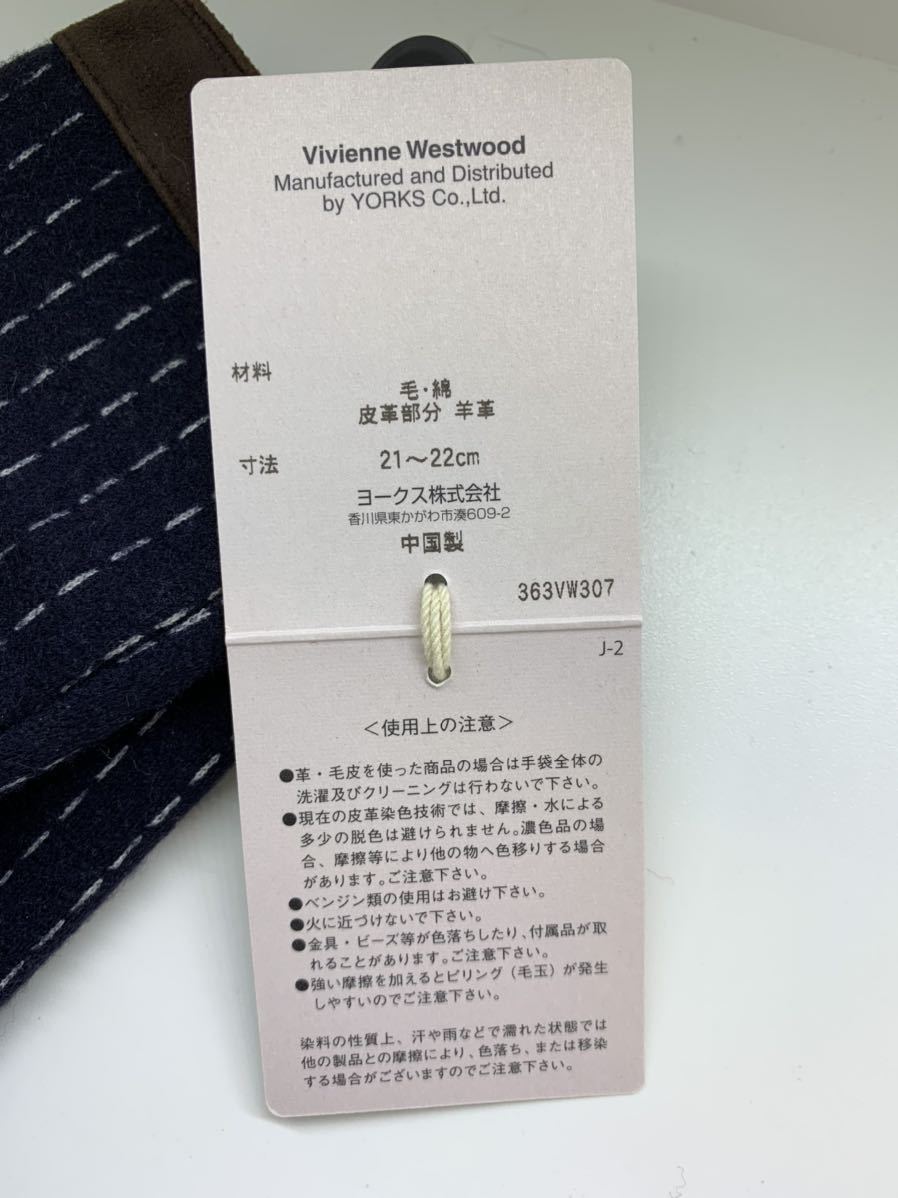 Vivienne Westwood
Manufactured and Distributed
by YORKS Co.,Ltd.
材料
毛・綿
皮革部分 羊革
寸法 21〜22cm
ヨークス株式会社
香川県東かがわ市湊609-2
中国製
363VW307
J-2
＜使用上の注意＞
●革・毛皮を使った商品の場合は手袋全体の
洗濯及びクリーニングは行わないで下さい。
●現在の皮革染色技術では、摩擦・水による
多少の脱色は避けられません。濃色品の場
合、摩擦等により他の物へ色移りする場合
があります。ご注意下さい。
●ベンジン類の使用はお避け下さい。
●火に近づけないで下さい。
●金具・ビーズ等が色落ちしたり、付属品が取
れることがあります。ご注意下さい。
●強い摩擦を加えるとピリング（毛玉）が発生
しやすいのでご注意下さい。
染料の性質上、汗や雨などで濡れた状態では
他の製品との摩擦により、色落ち、または移染
する場合がございますのでご注意下さい。